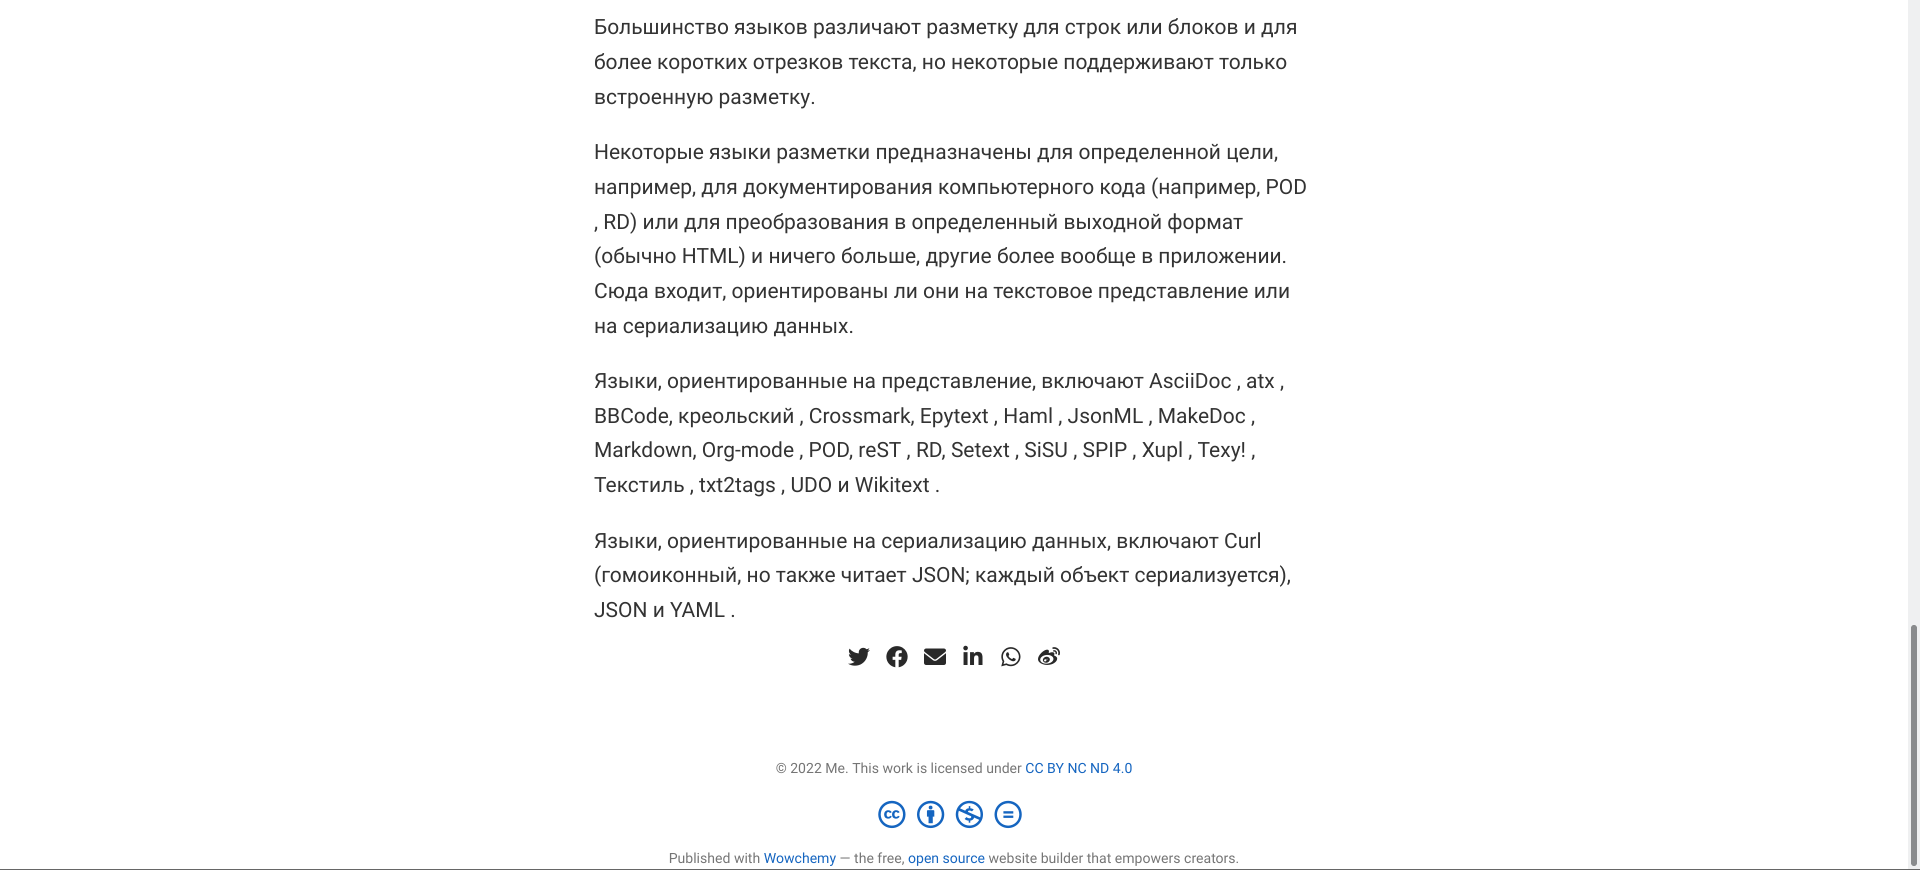 Большинство языков различают разметку для строк или блоков и для
более коротких отрезков текста, но некоторые поддерживают только
встроенную разметку.
Некоторые языки разметки предназначены для определенной цели,
например, для документирования компьютерного кода (например, POD
, RD) или для преобразования в определенный выходной формат
(обычно HTML) и ничего больше, другие более вообще в приложении.
Сюда входит, ориентированы ли они на текстовое представление или
на сериализацию данных.
Языки, ориентированные на представление, включают AsciiDoc , atx ,
BBCode, креольский , Crossmark, Epytext , Haml , JsonML , MakeDoc ,
Markdown, Org-mode , POD, reST , RD, Setext , SiSU , SPIP , Xupl , Texy! ,
Текстиль , txt2tags , UDO и Wikitext .
Языки, ориентированные на сериализацию данных, включают Curl
(гомоиконный, но также читает JSON; каждый объект сериализуется),
JSON и YAML .
© 2022 Me. This work is licensed under CC BY NC ND 4.0
Published with Wowchemy — the free, open source website builder that empowers creators.